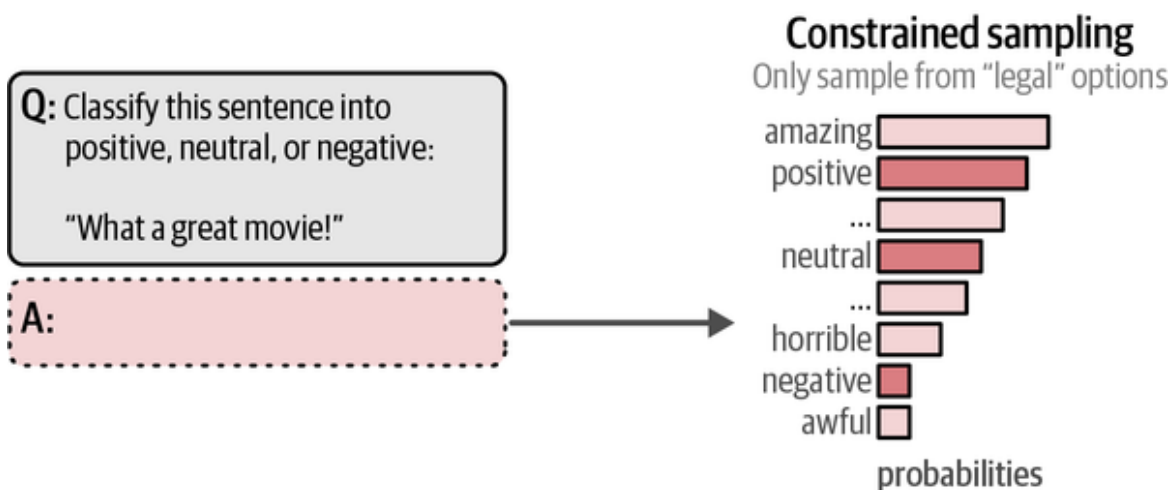 Q: Classify this sentence into
positive, neutral, or negative:
“What a great movie!”
A:
Constrained sampling
Only sample from “legal” options
amazing
positive
...
neutral
...
horrible
negative
awful
probabilities